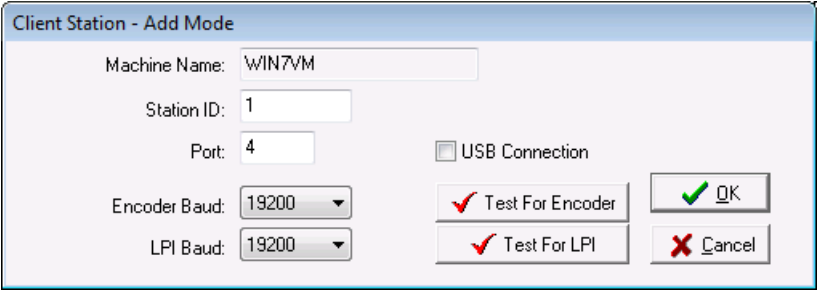 Client Station - Add Mode
Machine Name: WIN7VM
Station ID: 1
Port: 4 USB Connection
Encoder Baud: 19200 Test For Encoder OK
LPI Baud: 19200 Test For LPI Cancel